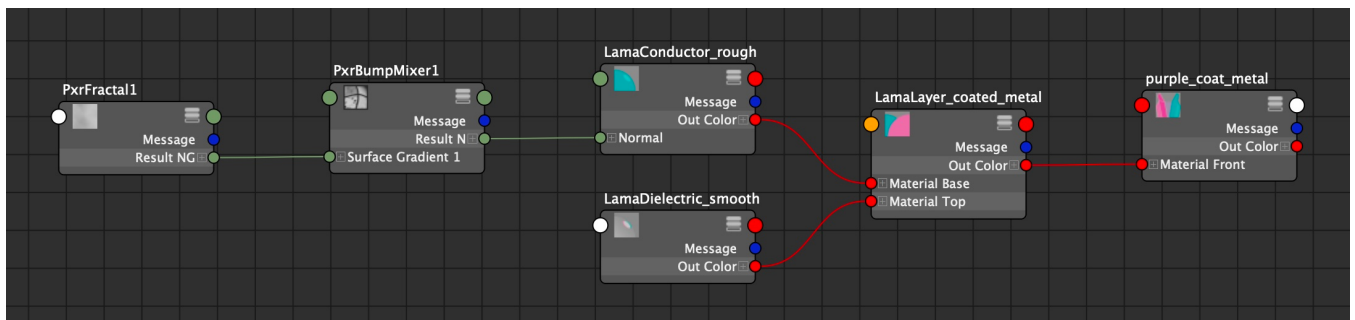 PxrFractal1
Message
Result NG
PxrBumpMixer1
Message
Result N
Surface Gradient 1
LamaConductor_rough
Message
Out Color
Normal
LamaDielectric_smooth
Message
Out Color
LamaLayer_coated_metal
Message
Out Color
Material Base
Material Top
purple_coat_metal
Message
Out Color
Material Front